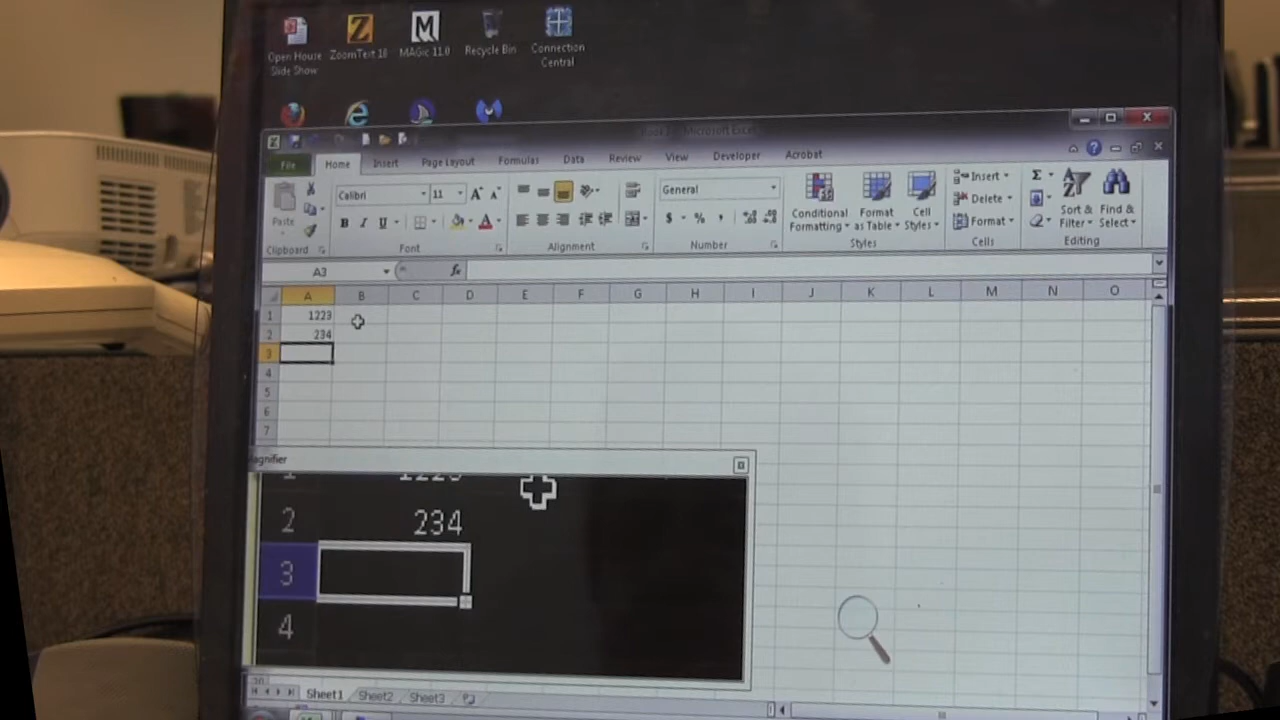 Open House
Slide Show
ZoomText 10
MAGic 11.0
Recycle Bin
Connection
Central
Microsoft Excel
File Home Insert Page Layout Formulas Data Review View Developer Acrobat
Paste
Calibri 11
General
Conditional
Formatting
Format
as Table
Cell
Styles
Insert
Delete
Format
Sort &
Filter
Find &
Select
Clipboard Font Alignment Number Styles Cells Editing
A3 fx
A B C D E F G H I J K L M N O
1 1223
2 234
3
4
5
6
7
agnifier
1 1223
2 234
3
4
Sheet1 Sheet2 Sheet3